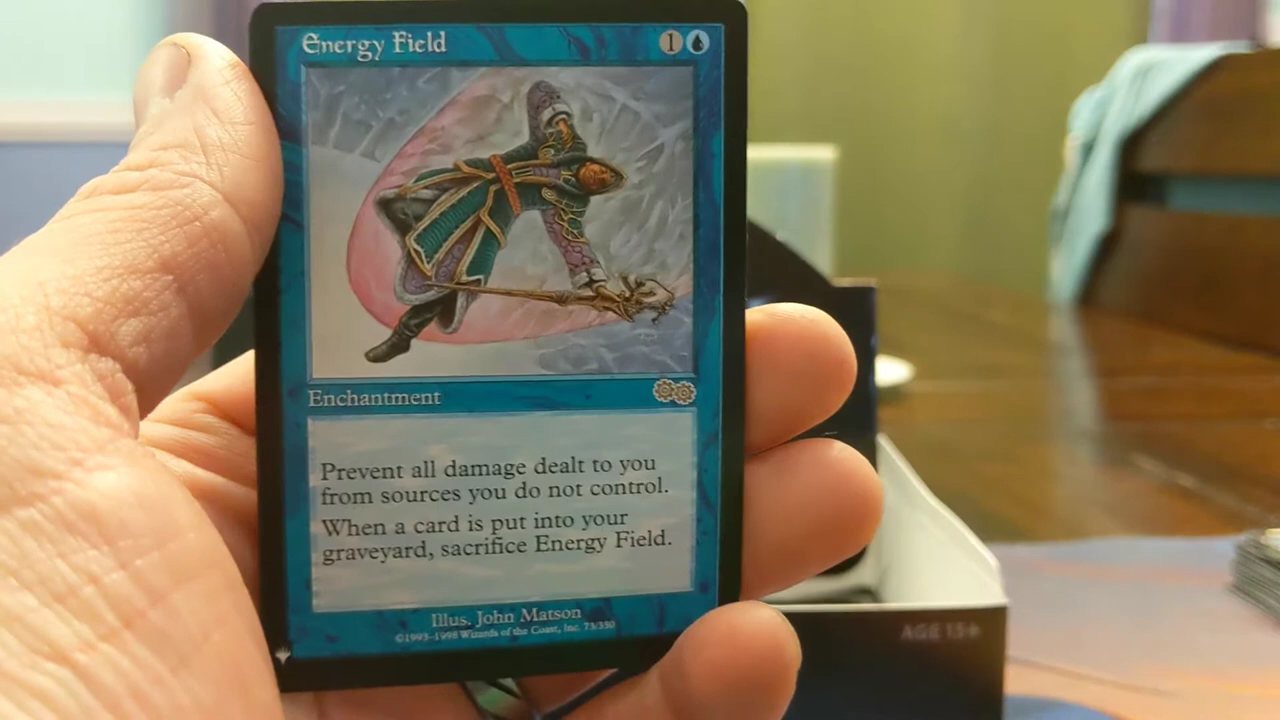 Energy Field 1
Enchantment
Prevent all damage dealt to you
from sources you do not control.
When a card is put into your
graveyard, sacrifice Energy Field.
Illus. John Matson
©1993-1998 Wizards of the Coast, Inc. 73/350
AGE 13+